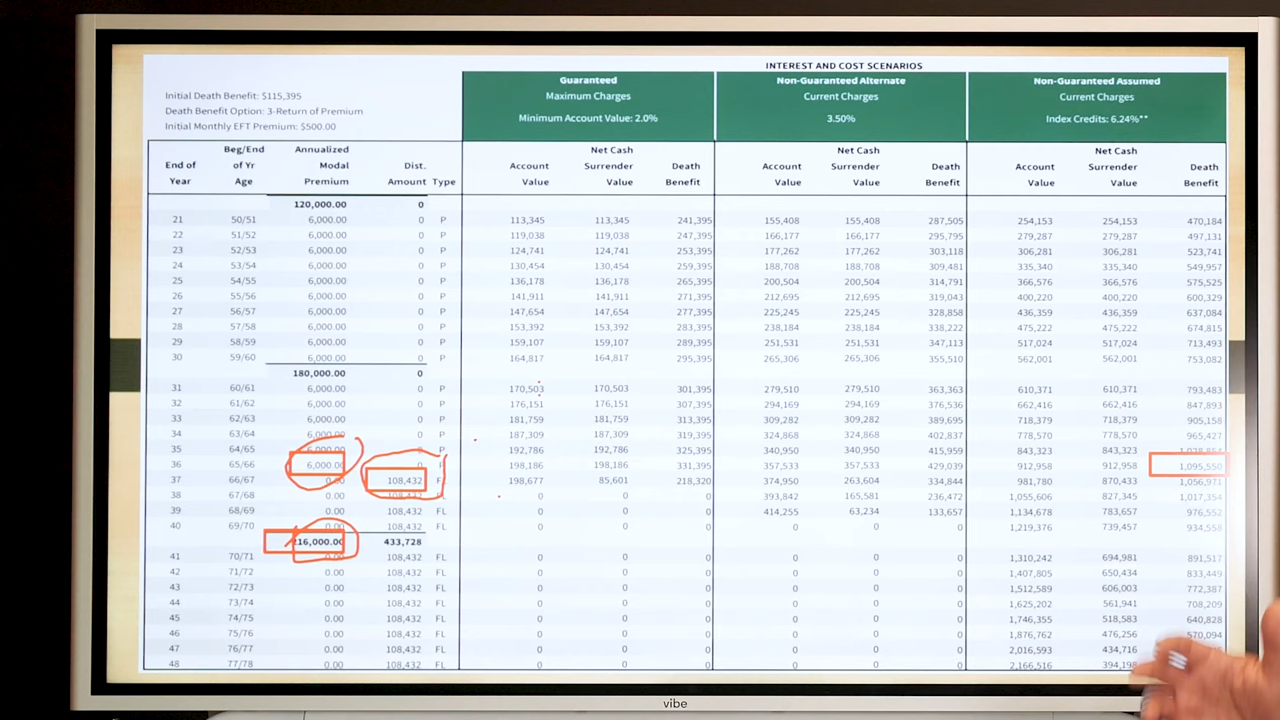 INTEREST AND COST SCENARIOS
Initial Death Benefit: $115,395
Death Benefit Option: 3-Return of Premium
Initial Monthly EFT Premium: $500.00
Guaranteed Non-Guaranteed Alternate Non-Guaranteed Assumed
Maximum Charges Current Charges Current Charges
Minimum Account Value: 2.0% 3.50% Index Credits: 6.24%**
End of Year Beg/End of Yr Age Annualized Modal Premium Dist. Amount Type Account Value Net Cash Surrender Value Death Benefit Account Value Net Cash Surrender Value Death Benefit Account Value Net Cash Surrender Value Death Benefit
120,000.00 0
21 50/51 6,000.00 0 P 113,345 113,345 241,395 155,408 155,408 287,505 254,153 254,153 470,184
22 51/52 6,000.00 0 P 119,038 119,038 247,395 166,177 166,177 295,795 279,287 279,287 497,131
23 52/53 6,000.00 0 P 124,741 124,741 253,395 177,262 177,262 303,118 306,281 306,281 523,741
24 53/54 6,000.00 0 P 130,454 130,454 259,395 188,708 188,708 309,481 335,340 335,340 549,957
25 54/55 6,000.00 0 P 136,178 136,178 265,395 200,504 200,504 314,791 366,576 366,576 575,525
26 55/56 6,000.00 0 P 141,911 141,911 271,395 212,695 212,695 319,043 400,220 400,220 600,329
27 56/57 6,000.00 0 P 147,654 147,654 277,395 225,245 225,245 328,858 436,359 436,359 637,084
28 57/58 6,000.00 0 P 153,392 153,392 283,395 238,184 238,184 338,222 475,222 475,222 674,815
29 58/59 6,000.00 0 P 159,107 159,107 289,395 251,531 251,531 347,113 517,024 517,024 713,493
30 59/60 6,000.00 0 P 164,817 164,817 295,395 265,306 265,306 355,510 562,001 562,001 753,082
180,000.00 0
31 60/61 6,000.00 0 P 170,503 170,503 301,395 279,510 279,510 363,363 610,371 610,371 793,483
32 61/62 6,000.00 0 P 176,151 176,151 307,395 294,169 294,169 376,536 662,416 662,416 847,893
33 62/63 6,000.00 0 P 181,759 181,759 313,395 309,282 309,282 389,695 718,379 718,379 905,158
34 63/64 6,000.00 0 P 187,309 187,309 319,395 324,868 324,868 402,837 778,570 778,570 965,427
35 64/65 6,000.00 0 P 192,786 192,786 325,395 340,950 340,950 415,959 843,323 843,323
36 65/66 6,000.00 0 198,186 198,186 331,395 357,533 357,533 429,039 912,958 912,958 1,095,550
37 66/67 0.00 108,432 198,677 85,601 218,320 374,950 263,604 334,844 981,780 870,433 1,056,971
38 67/68 0.00 108,432 0 0 0 393,842 165,581 236,472 1,055,606 827,345 1,017,354
39 68/69 0.00 108,432 FL 0 0 0 414,255 63,234 133,657 1,134,678 783,657 976,552
40 69/70 0.00 108,432 FL 0 0 0 0 0 0 1,219,376 739,457 934,558
16,000.00 433,728
41 70/71 0.00 108,432 FL 0 0 0 0 0 0 1,310,242 694,981 891,517
42 71/72 0.00 108,432 FL 0 0 0 0 0 0 1,407,805 650,434 833,449
43 72/73 0.00 108,432 FL 0 0 0 0 0 0 1,512,589 606,003 772,387
44 73/74 0.00 108,432 FL 0 0 0 0 0 0 1,625,202 561,941 708,209
45 74/75 0.00 108,432 FL 0 0 0 0 0 0 1,746,355 518,583 640,828
46 75/76 0.00 108,432 FL 0 0 0 0 0 0 1,876,762 476,256 570,094
47 76/77 0.00 108,432 FL 0 0 0 0 0 0 2,016,593 434,716
48 77/78 0.00 108,432 FL 0 0 0 0 0 0 2,166,516
vibe